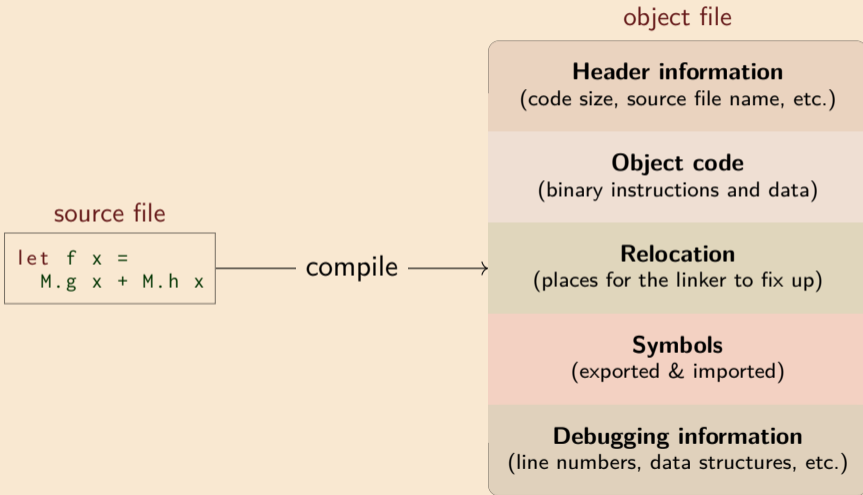 object file
Header information
(code size, source file name, etc.)
Object code
(binary instructions and data)
source file
let f x =
M.g x + M.h x
compile
Relocation
(places for the linker to fix up)
Symbols
(exported & imported)
Debugging information
(line numbers, data structures, etc.)